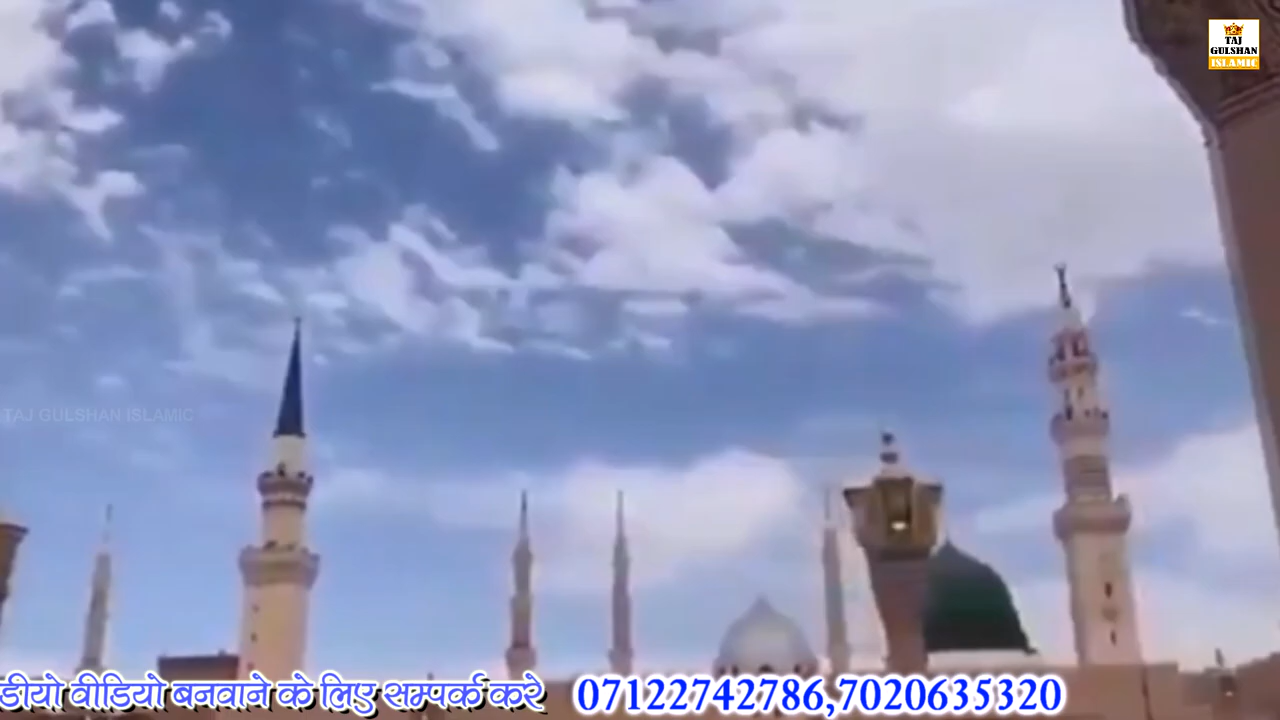 TAJ
GULSHAN
ISLAMIC
TAJ GULSHAN ISLAMIC
डीयो वीडियो बनवाने के लिए सम्पर्क करे 07122742786,7020635320